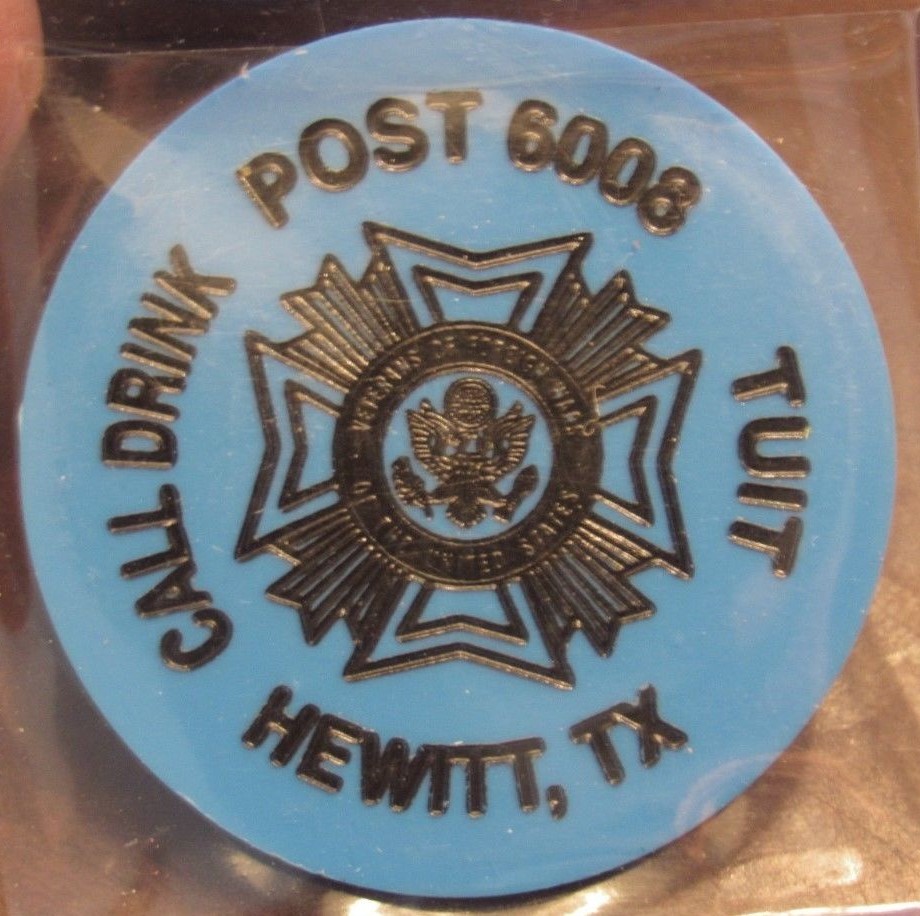 POST 6008
CALL DRINK
TUIT
HEWITT, TX
VETERANS OF FOREIGN WARS
OF THE UNITED STATES